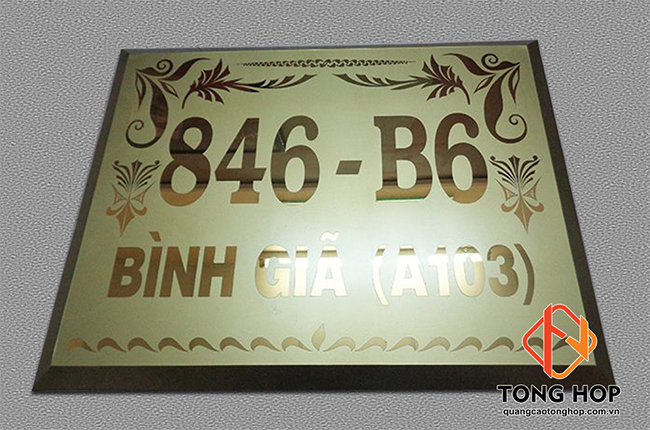 846-B6
BÌNH GIÃ (A103)
TONG HOP
quangcaotonghop.com.vn